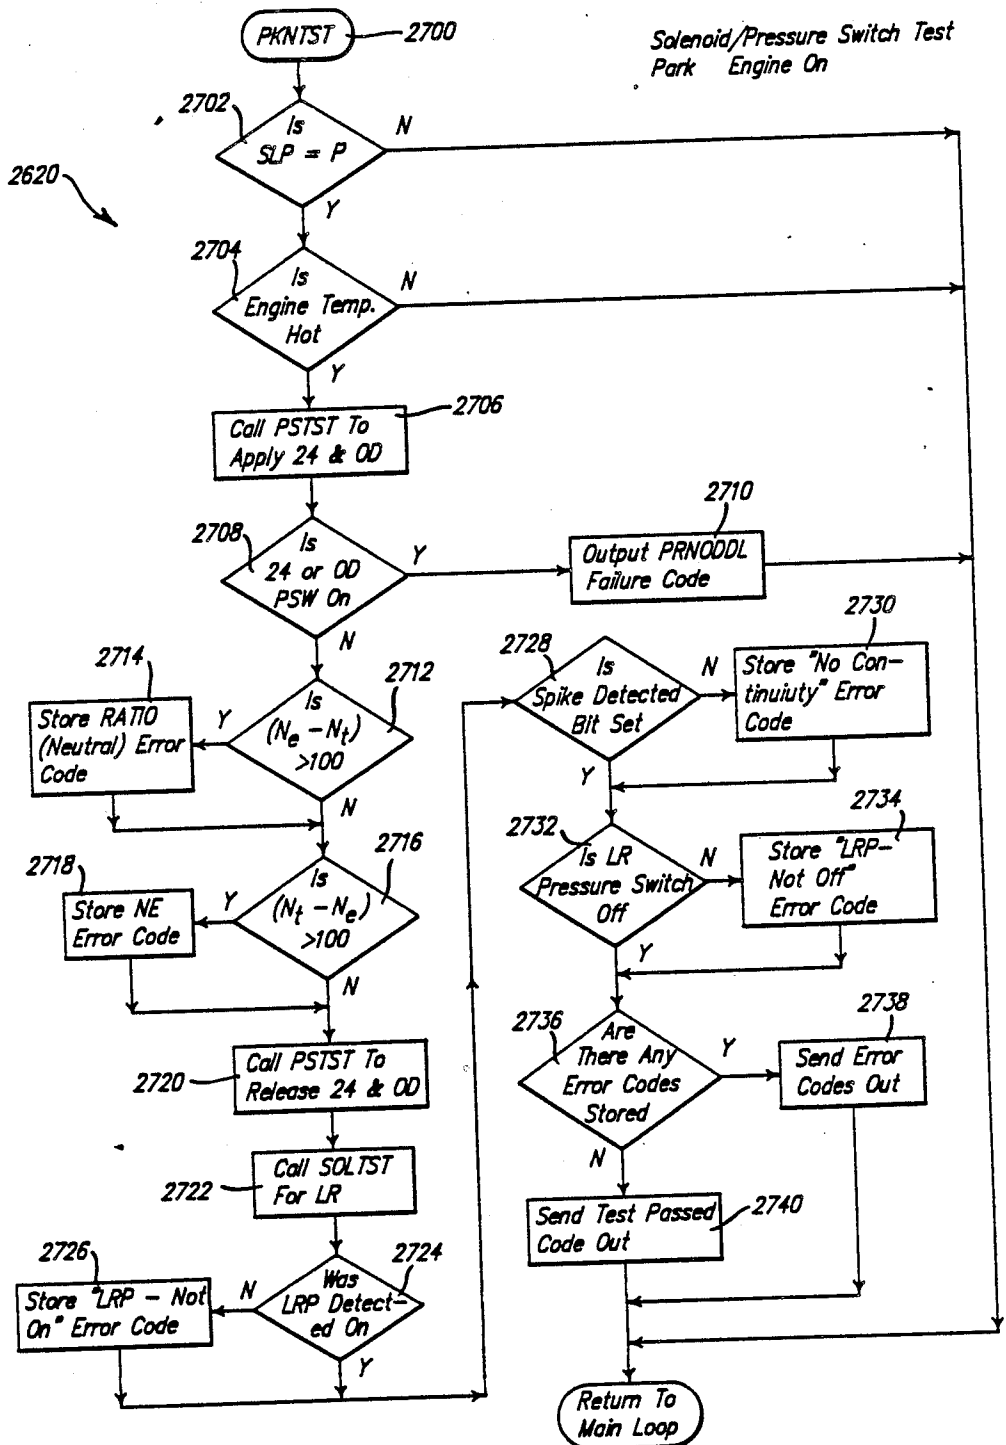 PKNTST
2700
Solenoid/Pressure Switch Test
Park Engine On
2702
Is
SLP = P
N
Y
2620
2704
Is
Engine Temp.
Hot
N
Y
2706
Call PSTST To
Apply 24 & OD
2708
Is
24 or OD
PSW On
Y
N
2710
Output PRNODDL
Failure Code
2712
Is
(Ne - Nt)
>100
Y
N
2714
Store RATIO
(Neutral) Error
Code
2716
Is
(Nt - Ne)
>100
Y
N
2718
Store NE
Error Code
2720
Call PSTST To
Release 24 & OD
2722
Call SOLTST
For LR
2724
Was
LRP Detect-
ed On
N
Y
2726
Store "LRP - Not
On" Error Code
2728
Is
Spike Detected
Bit Set
N
Y
2730
Store "No Con-
tinuiuty" Error
Code
2732
Is LR
Pressure Switch
Off
N
Y
2734
Store "LRP-
Not Off"
Error Code
2736
Are
There Any
Error Codes
Stored
Y
N
2738
Send Error
Codes Out
2740
Send Test Passed
Code Out
Return To
Main Loop